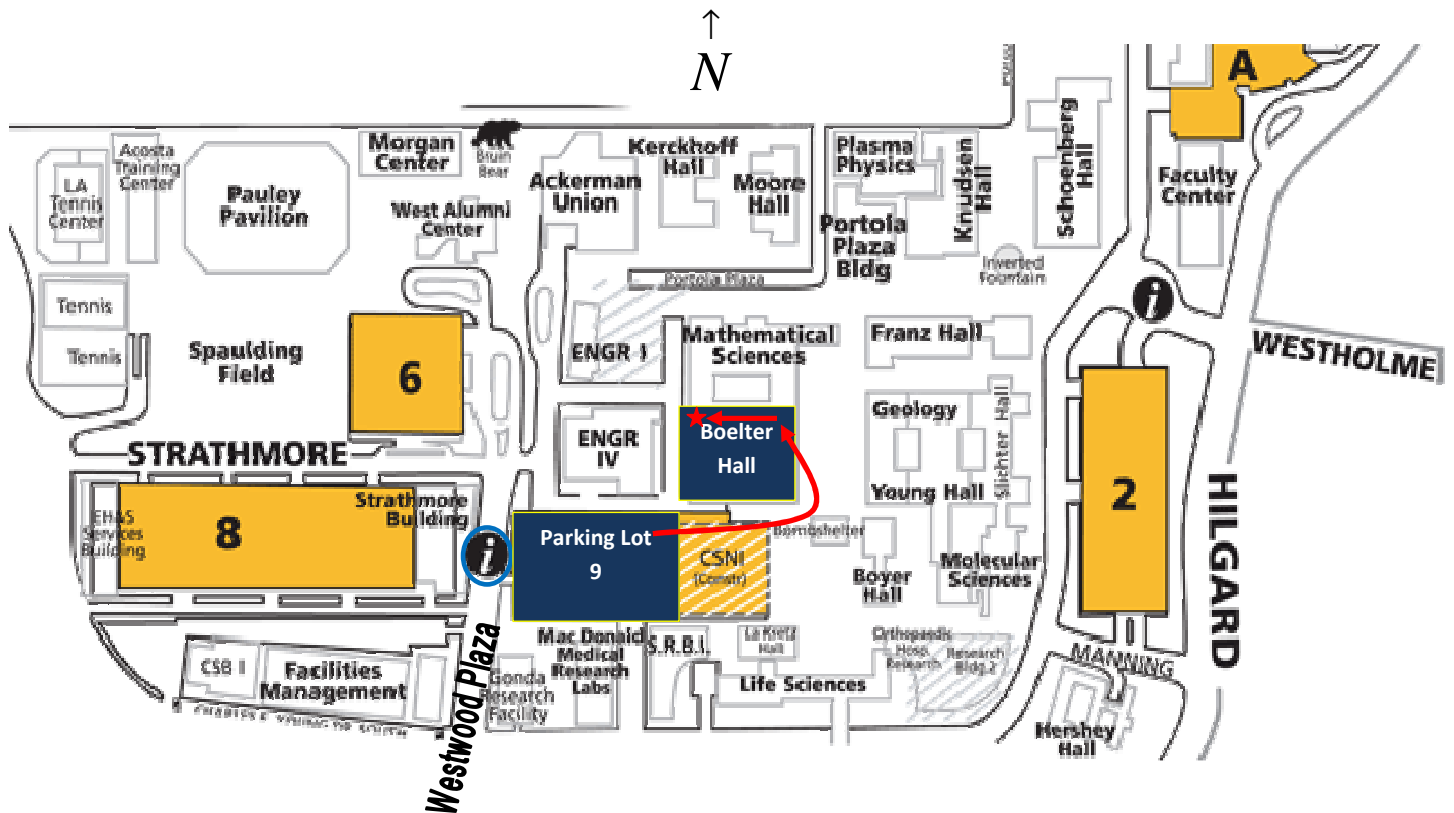 ↑
N
A
Morgan
Center
Bruin
Bear
Acosta
Training
Center
LA
Tennis
Center
Pauley
Pavilion
West Alumni
Center
Ackerman
Union
Kerckhoff
Hall
Moore
Hall
Plasma
Physics
Portola
Plaza
Bldg
Knudsen
Hall
Schoenberg
Hall
Faculty
Center
Inverted
Fountain
Portola Plaza
i
Tennis
Tennis
Spaulding
Field
6
ENGR I
Mathematical
Sciences
Franz Hall
WESTHOLME
STRATHMORE
ENGR
IV
Boelter
Hall
Geology
Slichter Hall
Young Hall
2
HILGARD
EH&S
Services
Building
8
Strathmore
Building
i
Parking Lot
9
CSNI
(Constr)
Bombshelter
Boyer
Hall
Molecular
Sciences
CSB I
Facilities
Management
CHARLES E. YOUNG DR. SOUTH
Westwood Plaza
Gonda
Research
Facility
Mac Donald
Medical
Research
Labs
S.R.B.I.
La Kretz
Hall
Life Sciences
Orthopaedic
Hosp.
Research
Research
Bldg.2
MANNING
Hershey
Hall